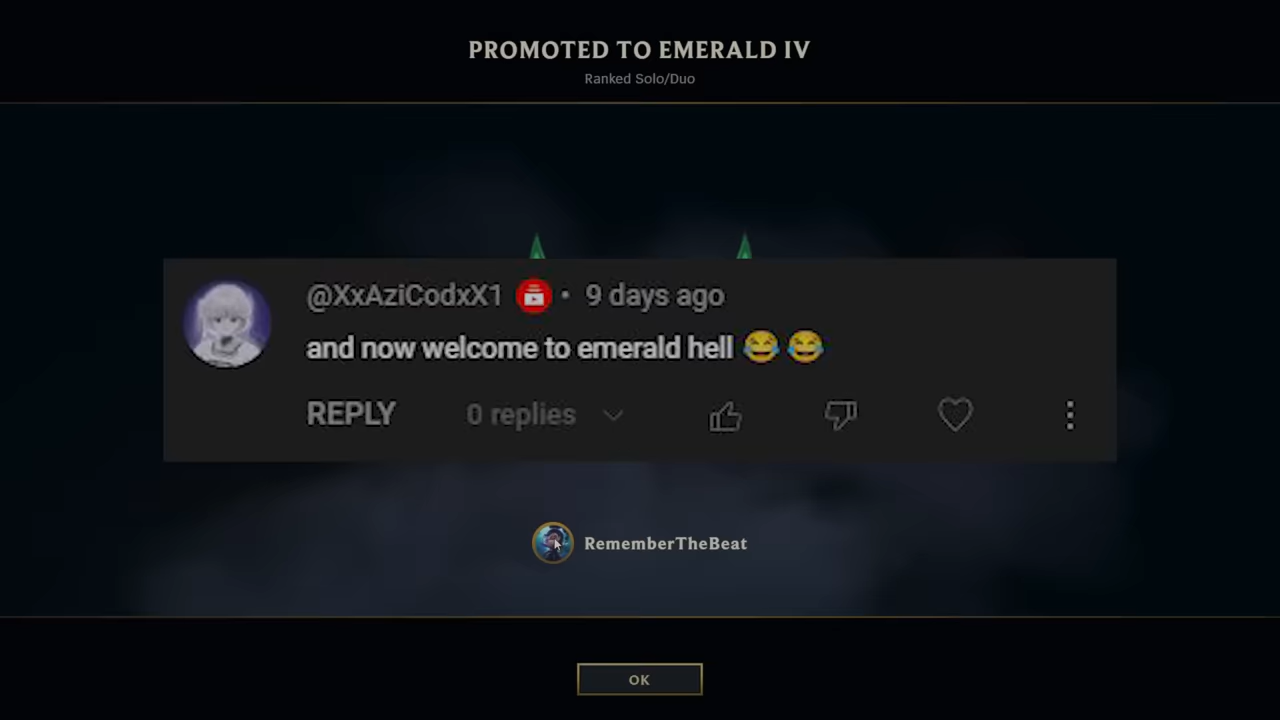 PROMOTED TO EMERALD IV
Ranked Solo/Duo
@XxAziCodxX1 • 9 days ago
and now welcome to emerald hell 😂 😂
REPLY 0 replies
RememberTheBeat
OK